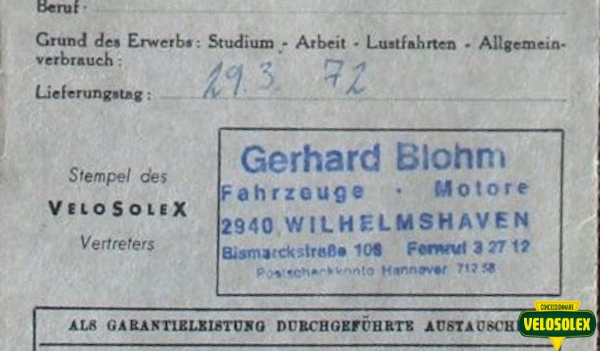 Beruf·
Grund des Erwerbs: Studium - Arbeit · Lustfahrten - Allgemein-
verbrauch:
Lieferungstag: 29.3. 72
Stempel des
VELOSOLEX
Vertreters
Gerhard Blohm
Fahrzeuge · Motore
2940 WILHELMSHAVEN
Bismarckstraße 108 Fernruf 3 27 12
Postscheckkonto Hannover 712 58
ALS GARANTIELEISTUNG DURCHGEFÜHRTE AUSTAUSCH
CONCESSIONNAIRE
VELOSOLEX